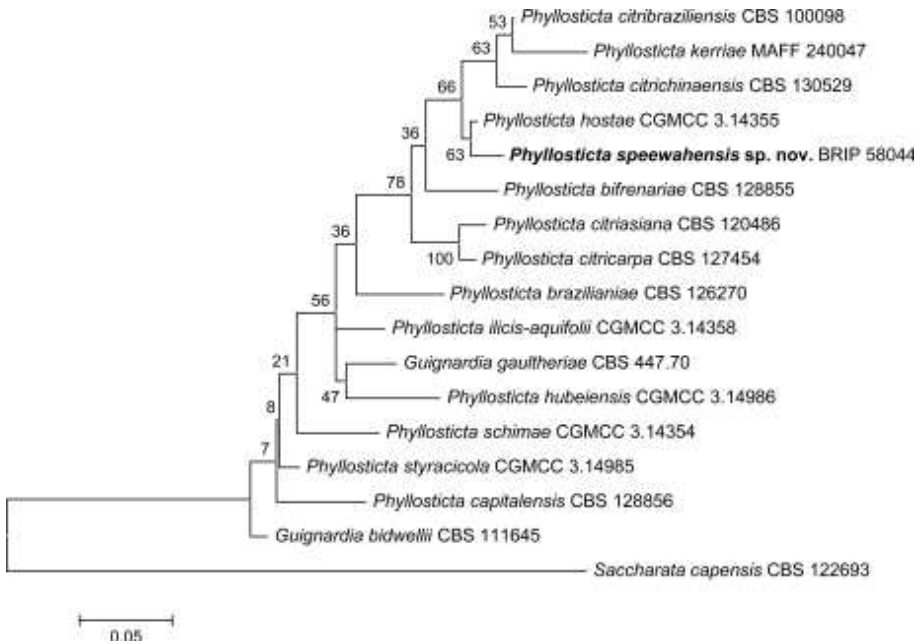 53
Phyllosticta citribraziliensis CBS 100098
63
Phyllosticta kerriae MAFF 240047
66
Phyllosticta citrichinaensis CBS 130529
36
Phyllosticta hostae CGMCC 3.14355
63
Phyllosticta speewahensis sp. nov. BRIP 58044
78
Phyllosticta bifrenariae CBS 128855
36
Phyllosticta citriasiana CBS 120486
100
Phyllosticta citricarpa CBS 127454
56
Phyllosticta brazilianiae CBS 126270
Phyllosticta ilicis-aquifolii CGMCC 3.14358
21
Guignardia gaultheriae CBS 447.70
47
Phyllosticta hubeiensis CGMCC 3.14986
8
Phyllosticta schimae CGMCC 3.14354
7
Phyllosticta styracicola CGMCC 3.14985
Phyllosticta capitalensis CBS 128856
Guignardia bidwellii CBS 111645
Saccharata capensis CBS 122693
0.05